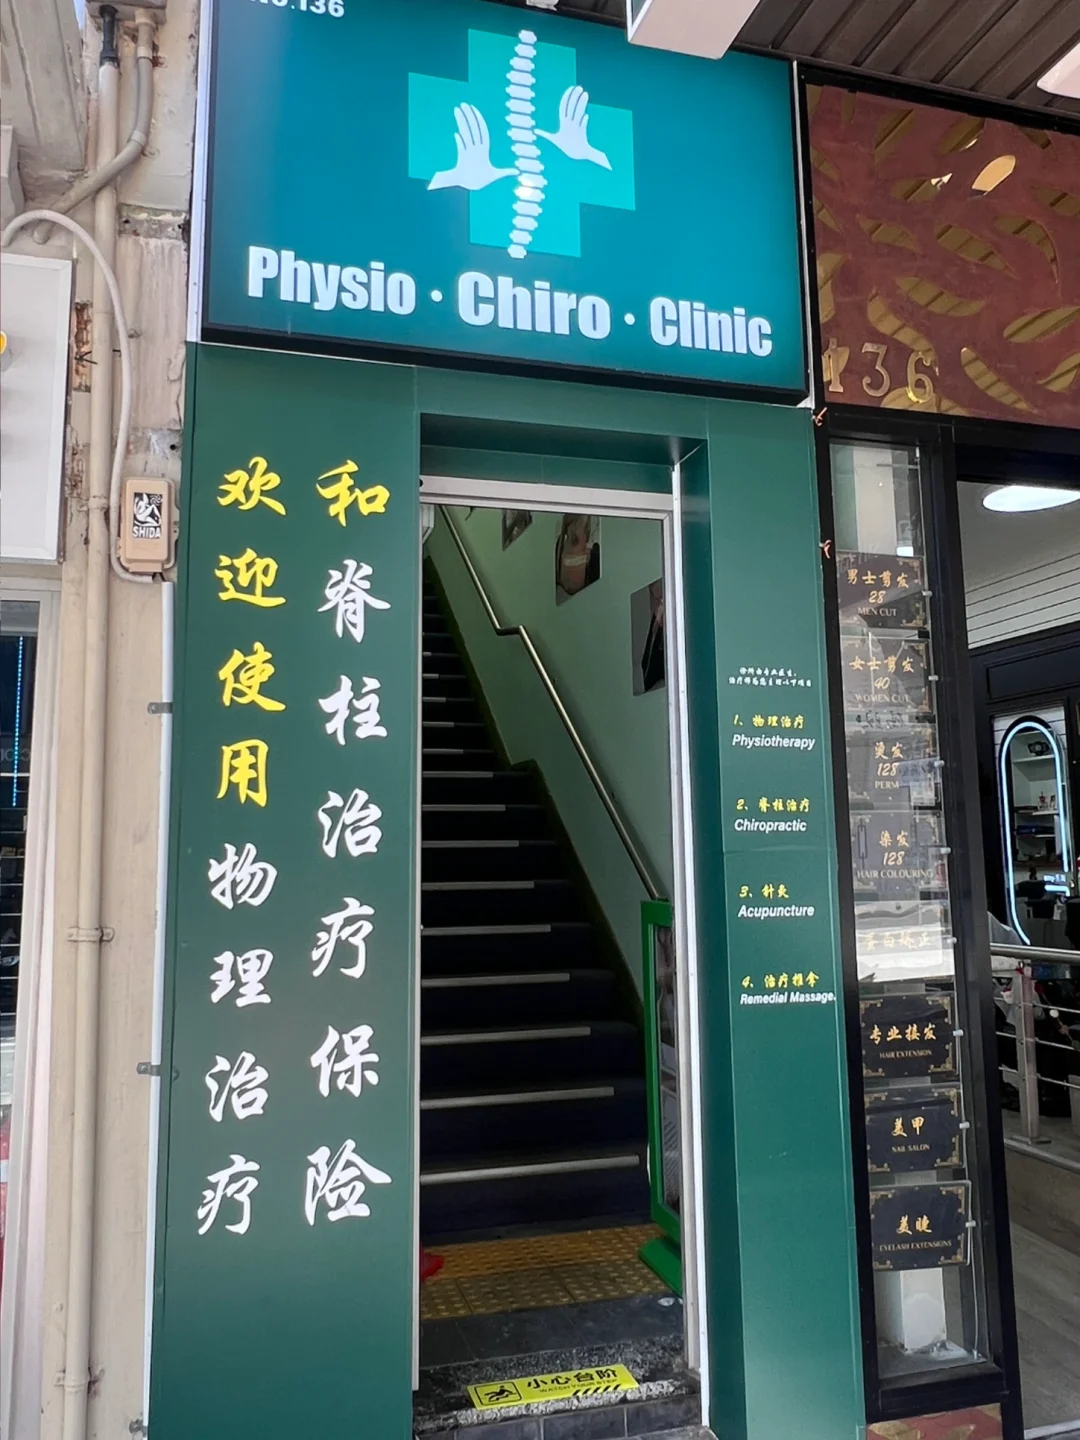 No.136
Physio · Chiro · Clinic
欢迎使用物理治疗
和脊柱治疗保险
SHIDA
1、物理治疗
Physiotherapy
2、脊柱治疗
Chiropractic
3、针灸
Acupuncture
4、治疗推拿
Remedial Massage.
小心台阶
WATCH YOUR STEP
136
男士剪发
28
MEN CUT
女士剪发
40
WOMEN CUT
烫发
128
PERM
染发
128
HAIR COLOURING
专业接发
HAIR EXTENSION
美甲
NAIL SALON
美睫
EYELASH EXTENSIONS